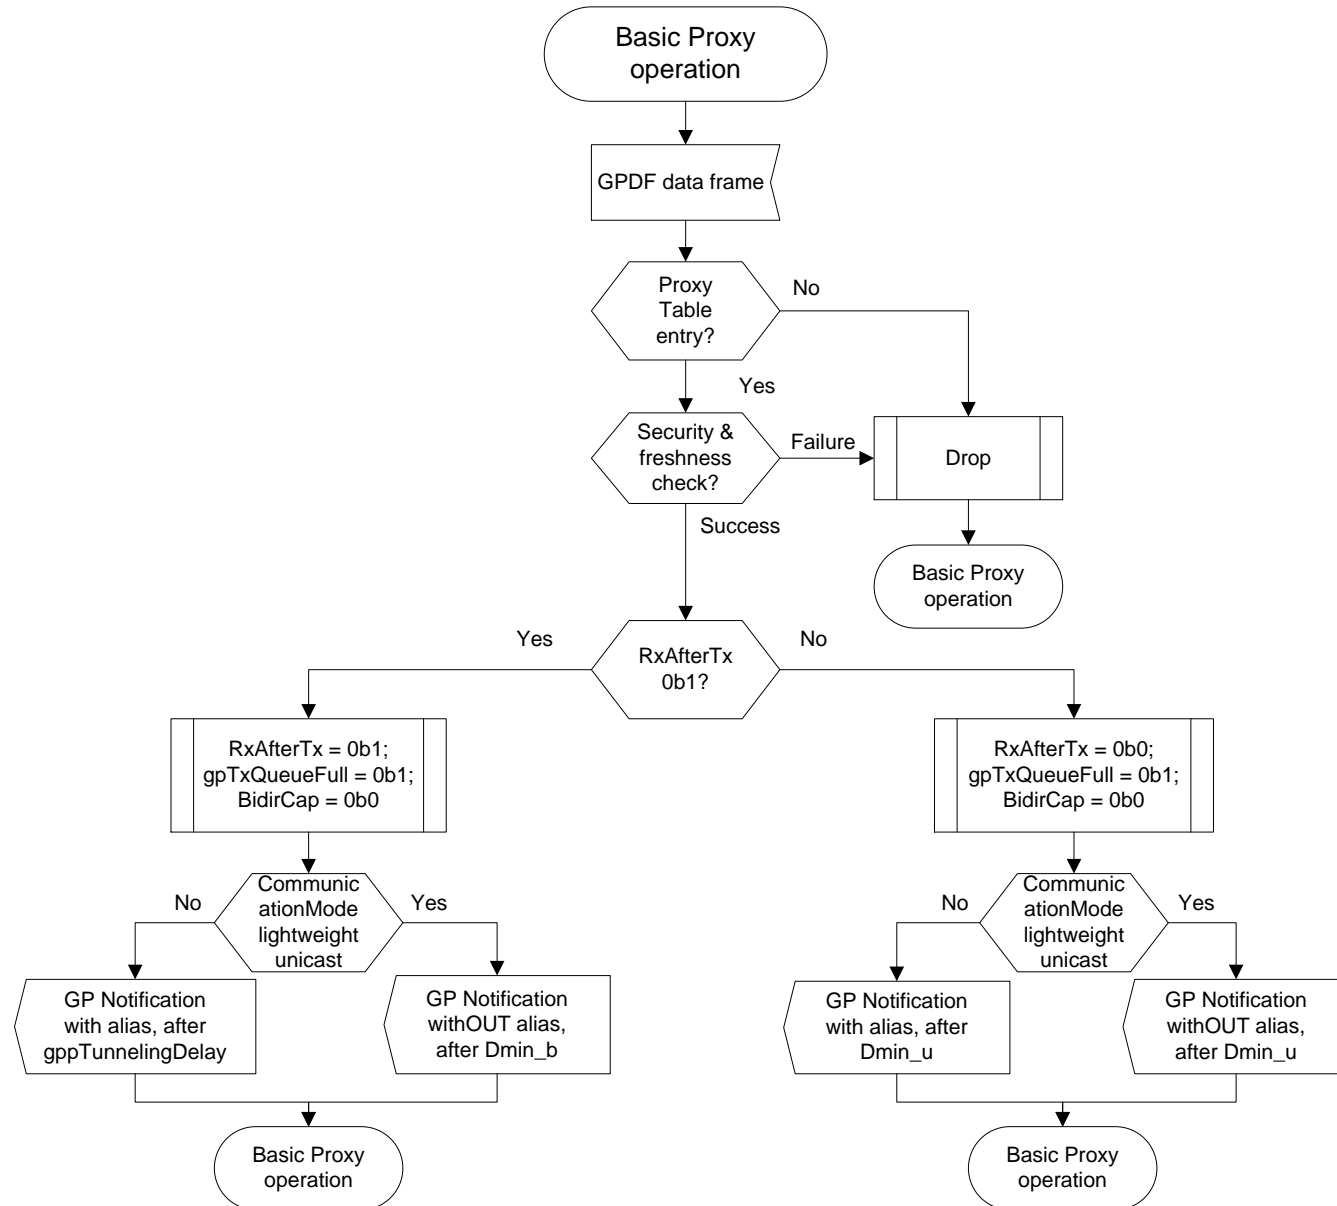 Basic Proxy
operation
GPDF data frame
Proxy
Table
entry?
No
Yes
Security &
freshness
check?
Failure
Drop
Success
Basic Proxy
operation
Yes
RxAfterTx
0b1?
No
RxAfterTx = 0b1;
gpTxQueueFull = 0b1;
BidirCap = 0b0
RxAfterTx = 0b0;
gpTxQueueFull = 0b1;
BidirCap = 0b0
No
Communic
ationMode
lightweight
unicast
Yes
No
Communic
ationMode
lightweight
unicast
Yes
GP Notification
with alias, after
gppTunnelingDelay
GP Notification
withOUT alias,
after Dmin_b
GP Notification
with alias, after
Dmin_u
GP Notification
withOUT alias,
after Dmin_u
Basic Proxy
operation
Basic Proxy
operation